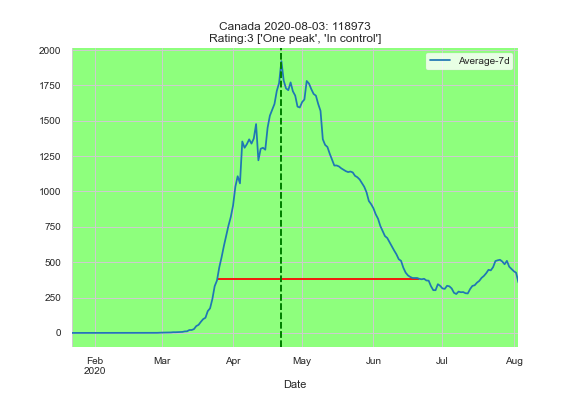 Canada 2020-08-03: 118973
Rating:3 ['One peak', 'In control']
Average-7d
2000
1750
1500
1250
1000
750
500
250
0
Feb
2020
Mar
Apr
May
Jun
Jul
Aug
Date